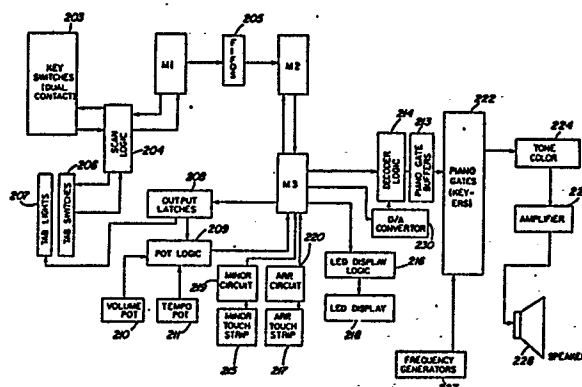 203
KEY
SWITCHES
(DUAL
CONTACT)
M1
205
FIFOS
M2
SCAN
LOGIC
204
206
207
TAB LIGHTS
TAB SWITCHES
208
OUTPUT
LATCHES
209
POT LOGIC
VOLUME
POT
210
TEMPO
POT
211
M3
219
MINOR
CIRCUIT
MINOR
TOUCH
STRIP
215
220
ARR
CIRCUIT
ARR
TOUCH
STRIP
217
214
DECODER
LOGIC
213
PIANO GATE
BUFFERS
D/A
CONVERTOR
230
LED DISPLAY
LOGIC
216
LED DISPLAY
218
222
PIANO
GATES
(KEY-
ERS)
224
TONE
COLOR
AMPLIFIER
226
SPEAKER
FREQUENCY
GENERATORS